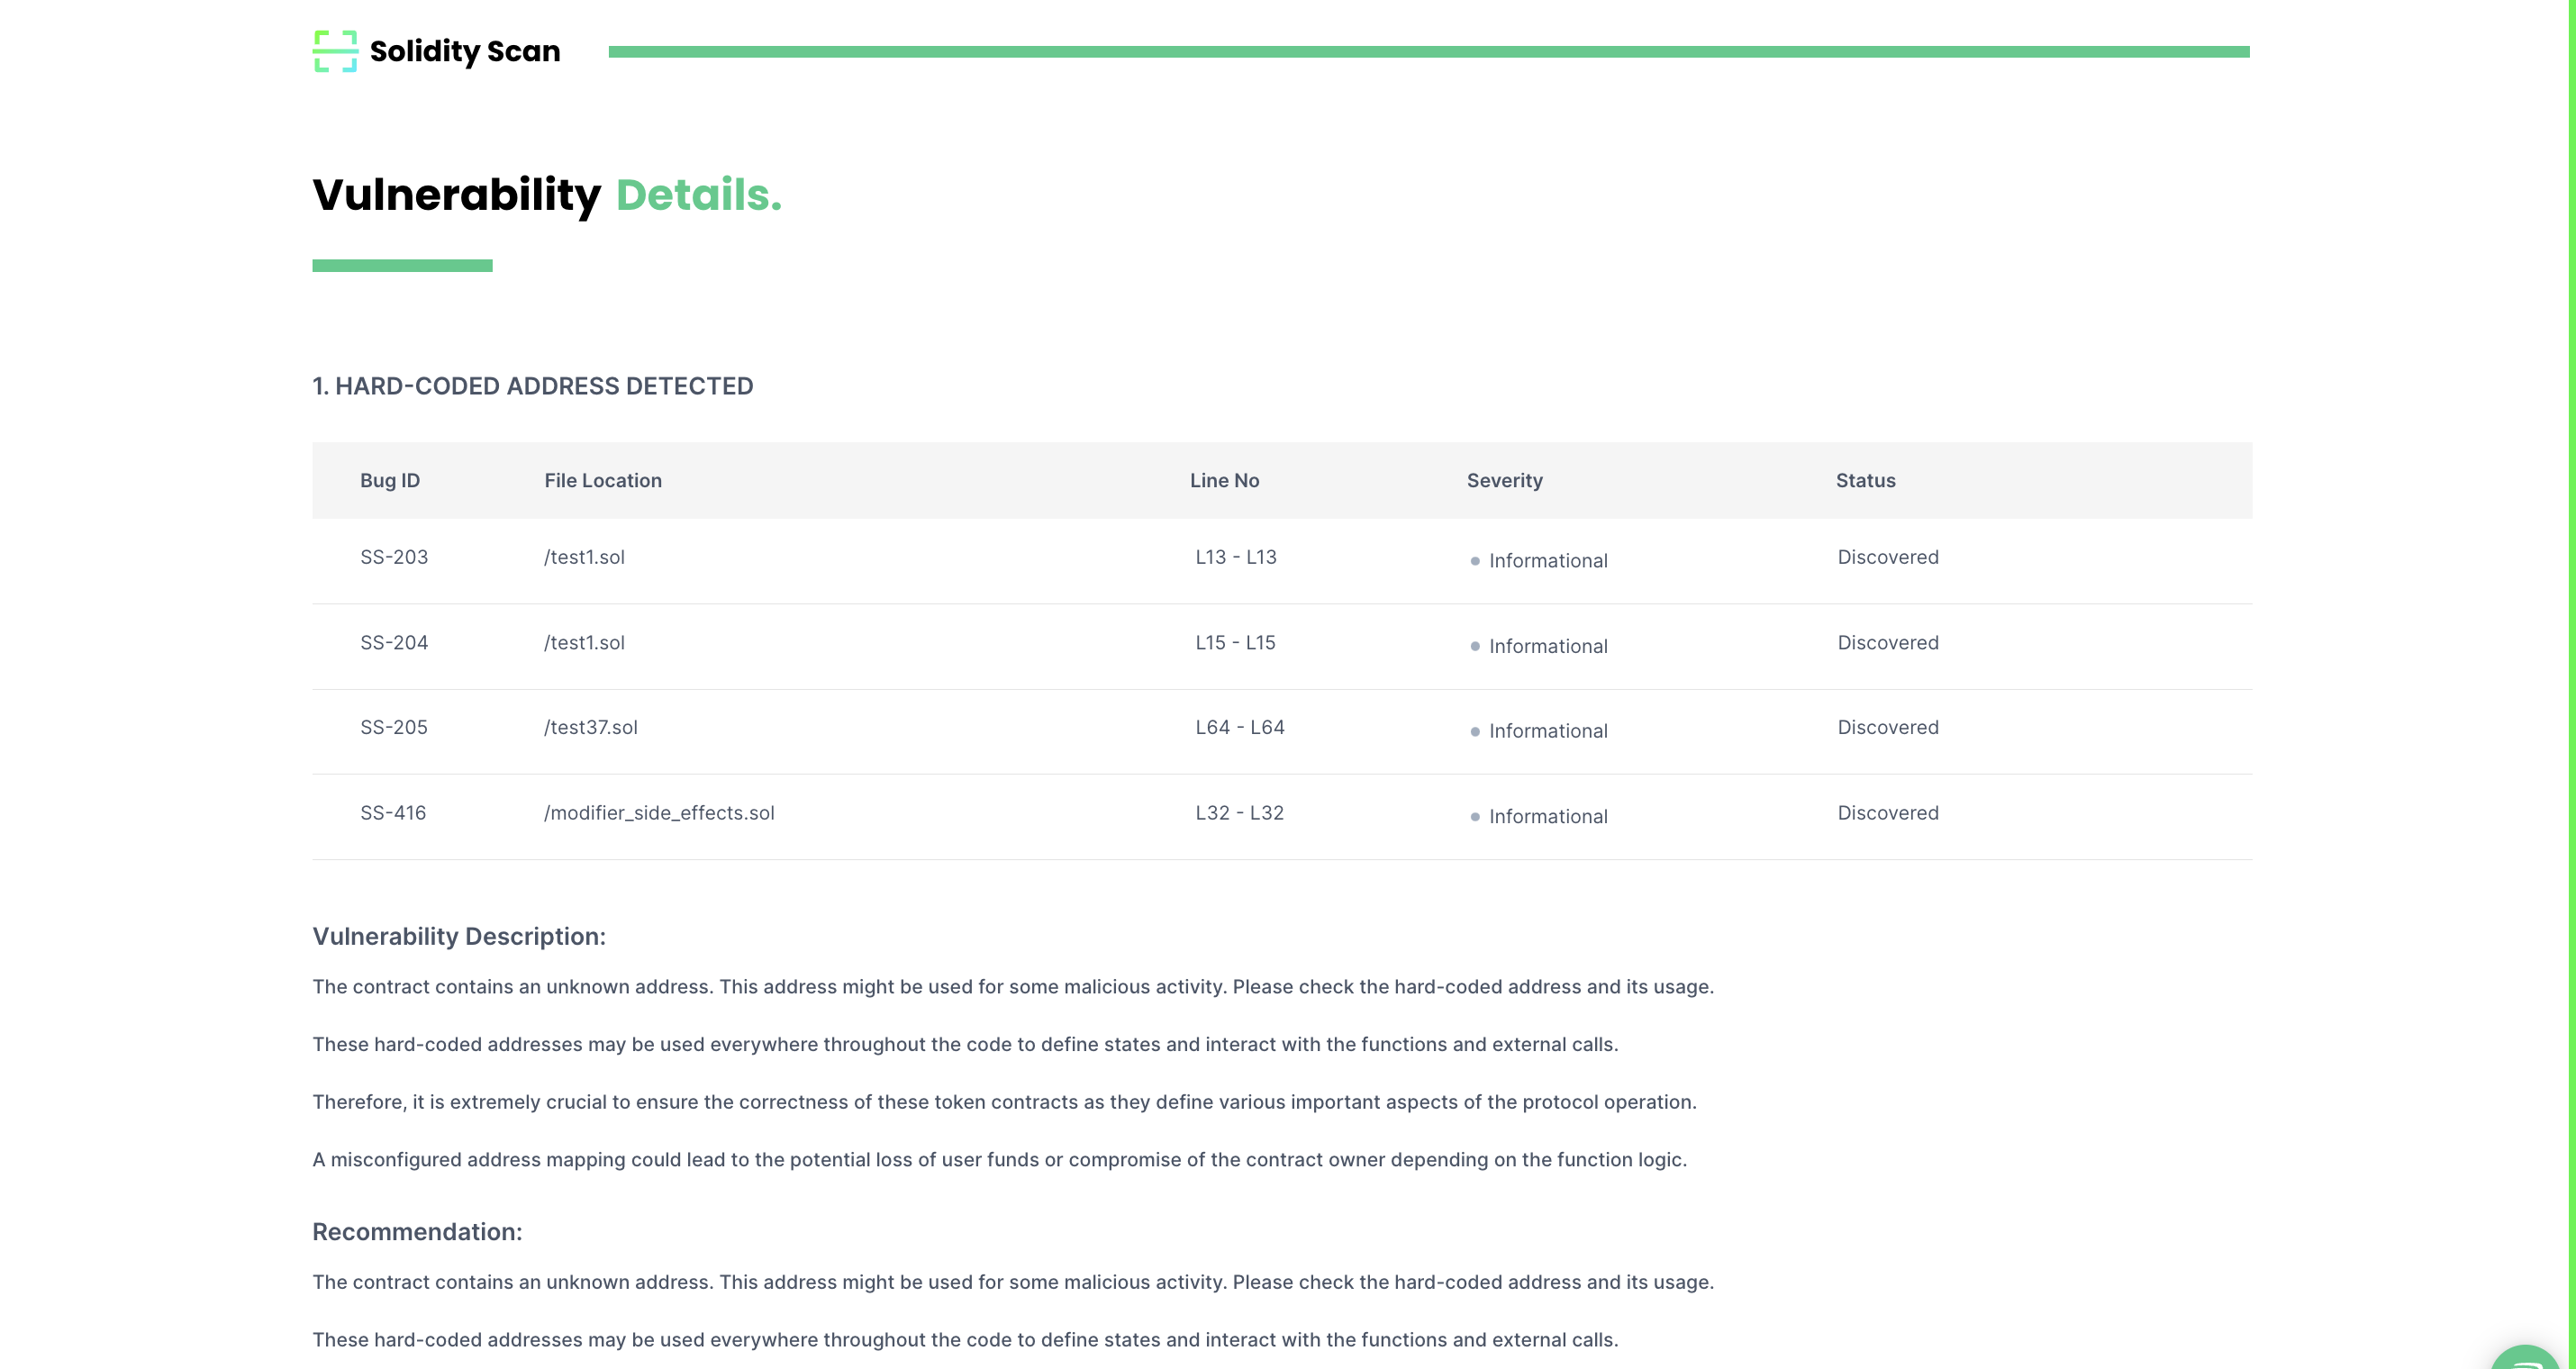 Solidity Scan
Vulnerability Details.
1. HARD-CODED ADDRESS DETECTED
Bug ID File Location Line No Severity Status
SS-203 /test1.sol L13 - L13 Informational Discovered
SS-204 /test1.sol L15 - L15 Informational Discovered
SS-205 /test37.sol L64 - L64 Informational Discovered
SS-416 /modifier_side_effects.sol L32 - L32 Informational Discovered
Vulnerability Description:
The contract contains an unknown address. This address might be used for some malicious activity. Please check the hard-coded address and its usage.
These hard-coded addresses may be used everywhere throughout the code to define states and interact with the functions and external calls.
Therefore, it is extremely crucial to ensure the correctness of these token contracts as they define various important aspects of the protocol operation.
A misconfigured address mapping could lead to the potential loss of user funds or compromise of the contract owner depending on the function logic.
Recommendation:
The contract contains an unknown address. This address might be used for some malicious activity. Please check the hard-coded address and its usage.
These hard-coded addresses may be used everywhere throughout the code to define states and interact with the functions and external calls.